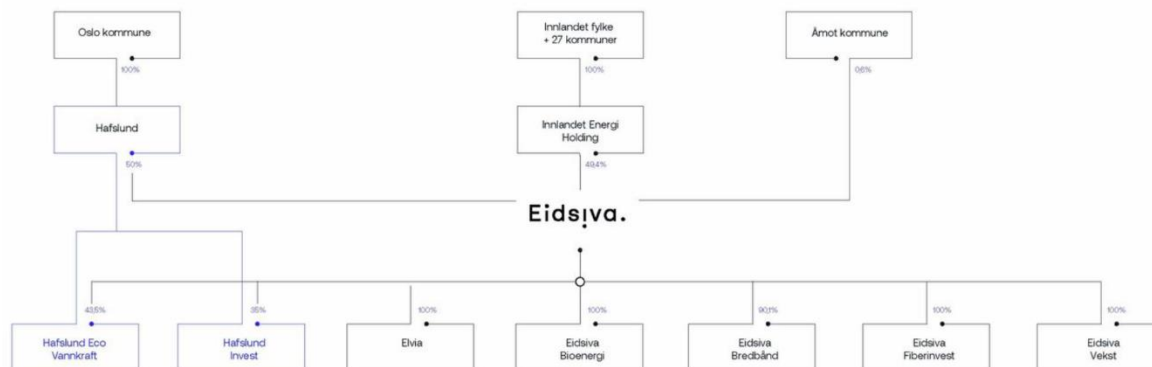 Oslo kommune
Innlandet fylke
+ 27 kommuner
Åmot kommune
100%
100%
0,6%
Hafslund
Innlandet Energi
Holding
50%
49,4%
Eidsiva.
43,5%
35%
100%
100%
90,1%
100%
100%
Hafslund Eco
Vannkraft
Hafslund
Invest
Elvia
Eidsiva
Bioenergi
Eidsiva
Bredbånd
Eidsiva
Fiberinvest
Eidsiva
Vekst